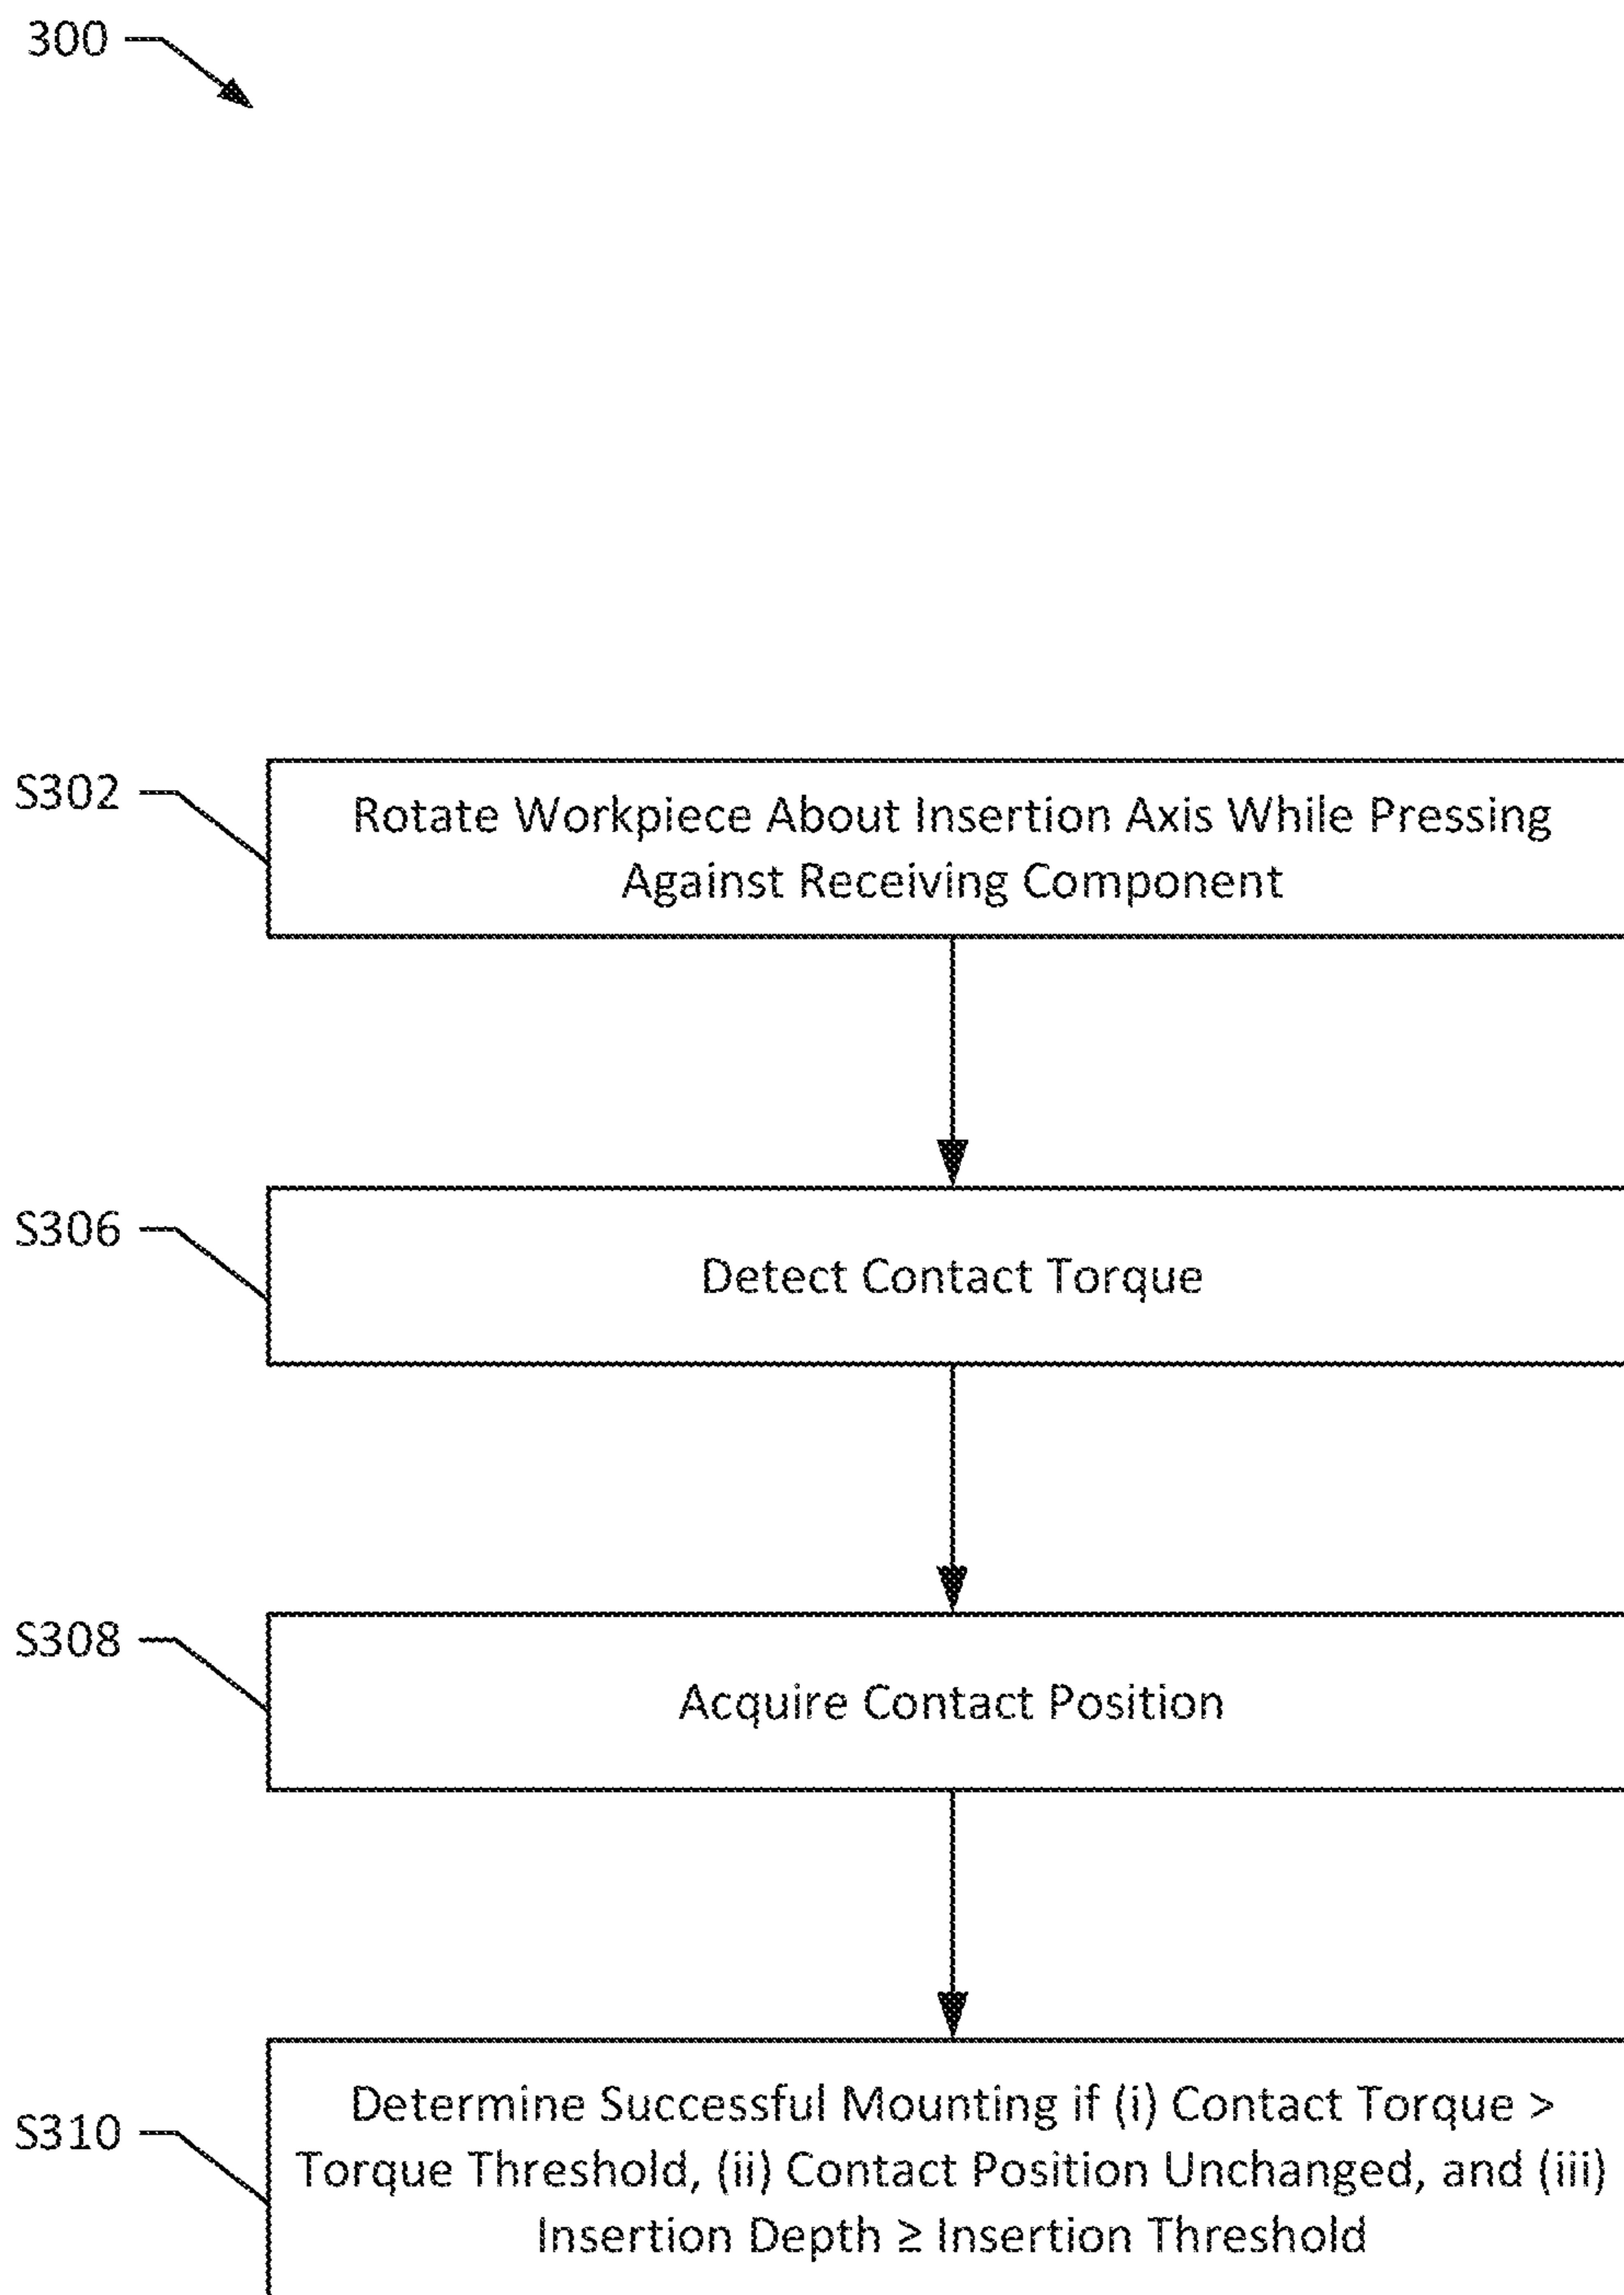 300
S302
Rotate Workpiece About Insertion Axis While Pressing
Against Receiving Component
S306
Detect Contact Torque
S308
Acquire Contact Position
S310
Determine Successful Mounting if (i) Contact Torque >
Torque Threshold, (ii) Contact Position Unchanged, and (iii)
Insertion Depth ≥ Insertion Threshold